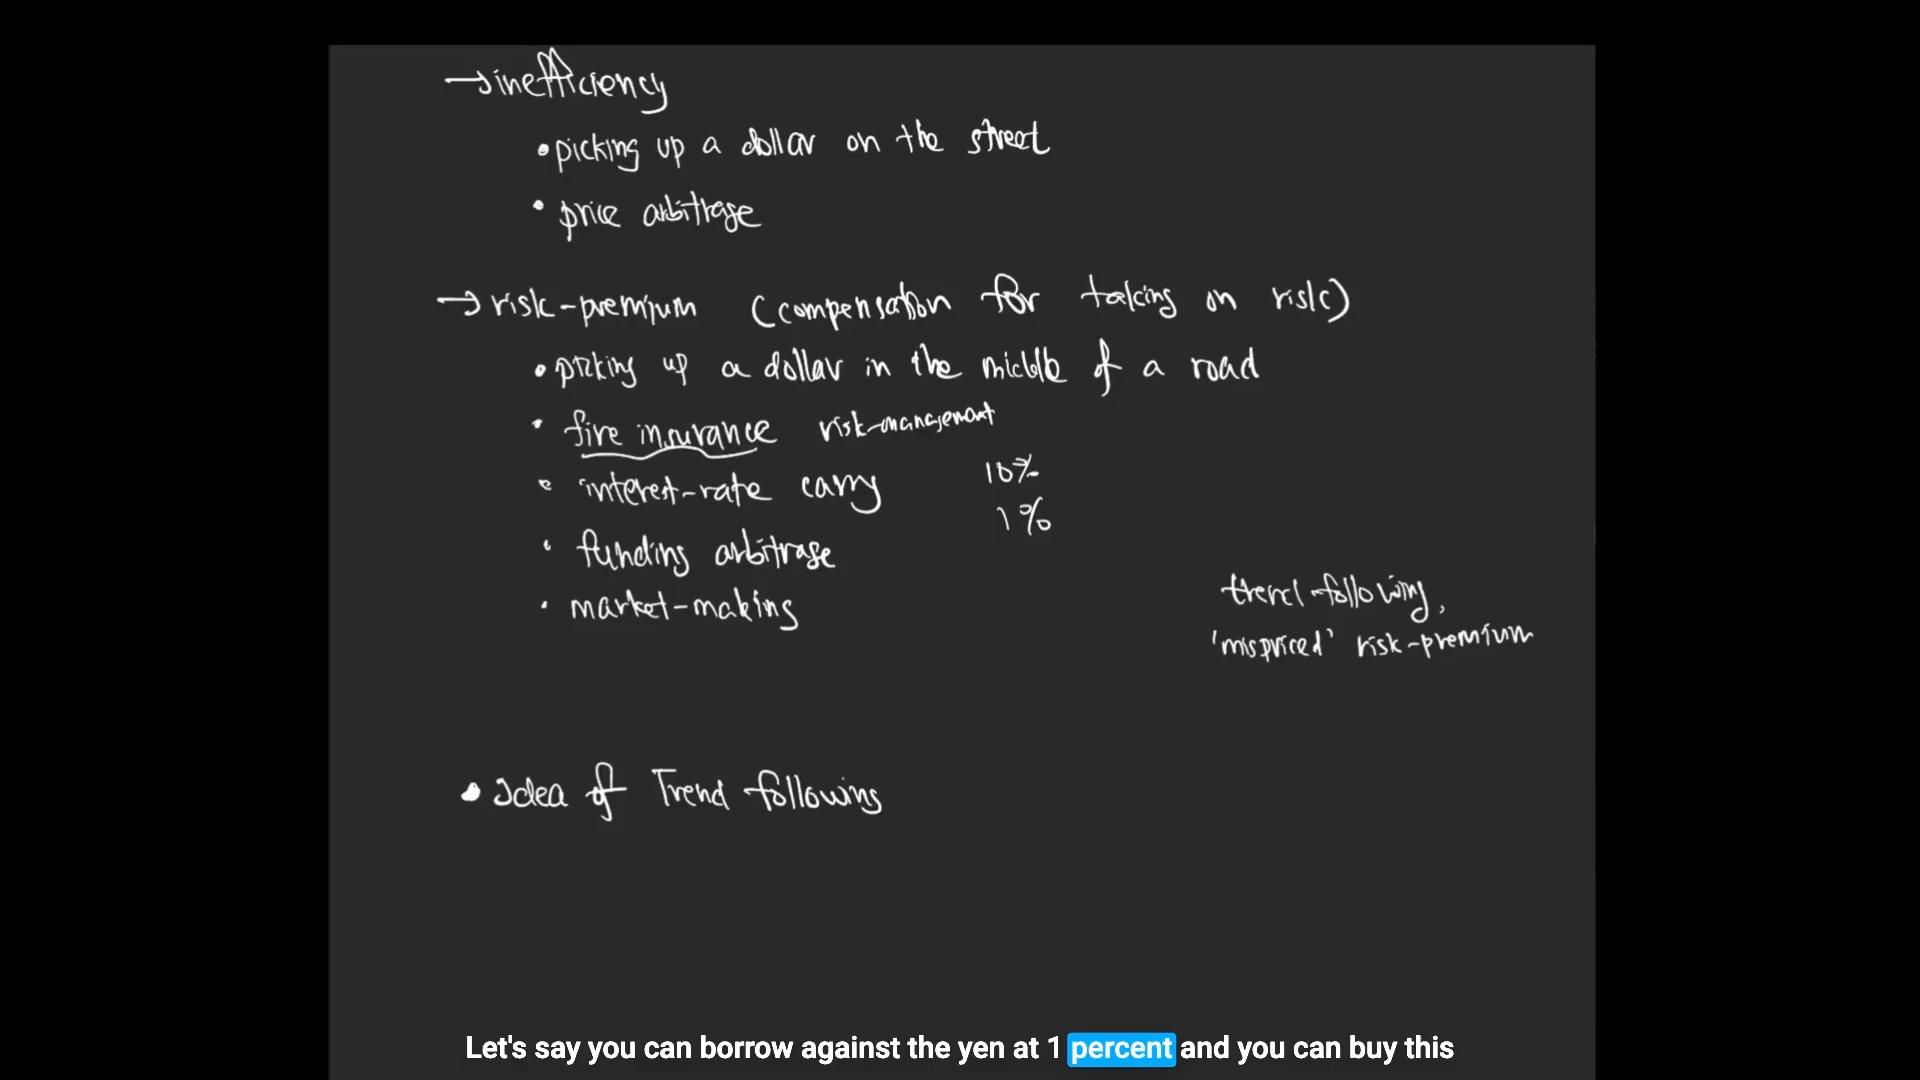 → inefficiency
• picking up a dollar on the street
• price arbitrage
→ risk-premium (compensation for taking on risk)
• picking up a dollar in the middle of a road
• fire insurance risk-management
• interest-rate carry 10%
1%
• funding arbitrage
• market-making
trend-following,
'mispriced' risk-premium
• Idea of Trend following
Let's say you can borrow against the yen at 1 percent and you can buy this